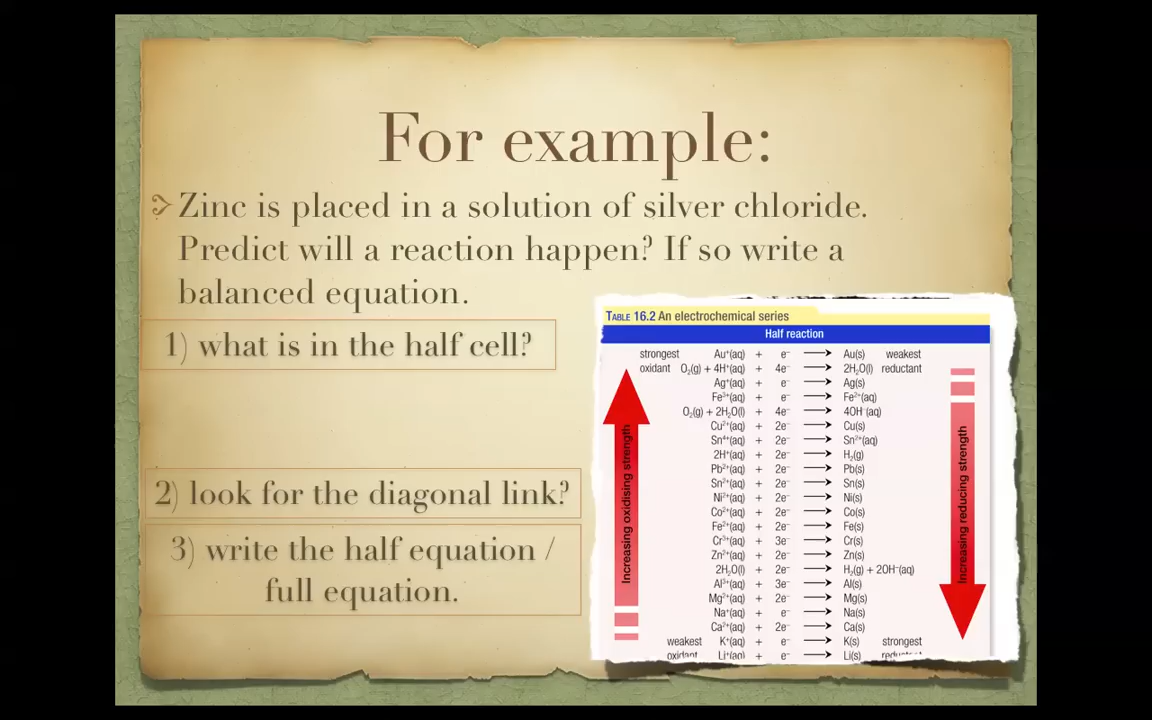 For example:
Zinc is placed in a solution of silver chloride.
Predict will a reaction happen? If so write a
balanced equation.
1) what is in the half cell?
2) look for the diagonal link?
3) write the half equation /
full equation.
TABLE 16.2 An electrochemical series
Half reaction
strongest Au⁺(aq) + e⁻ → Au(s) weakest
oxidant O₂(g) + 4H⁺(aq) + 4e⁻ → 2H₂O(l) reductant
Ag⁺(aq) + e⁻ → Ag(s)
Fe³⁺(aq) + e⁻ → Fe²⁺(aq)
O₂(g) + 2H₂O(l) + 4e⁻ → 4OH⁻(aq)
Cu²⁺(aq) + 2e⁻ → Cu(s)
Sn⁴⁺(aq) + 2e⁻ → Sn²⁺(aq)
2H⁺(aq) + 2e⁻ → H₂(g)
Pb²⁺(aq) + 2e⁻ → Pb(s)
Sn²⁺(aq) + 2e⁻ → Sn(s)
Ni²⁺(aq) + 2e⁻ → Ni(s)
Co²⁺(aq) + 2e⁻ → Co(s)
Fe²⁺(aq) + 2e⁻ → Fe(s)
Cr³⁺(aq) + 3e⁻ → Cr(s)
Zn²⁺(aq) + 2e⁻ → Zn(s)
2H₂O(l) + 2e⁻ → H₂(g) + 2OH⁻(aq)
Al³⁺(aq) + 3e⁻ → Al(s)
Mg²⁺(aq) + 2e⁻ → Mg(s)
Na⁺(aq) + e⁻ → Na(s)
Ca²⁺(aq) + 2e⁻ → Ca(s)
weakest K⁺(aq) + e⁻ → K(s) strongest
oxidant Li⁺(aq) + e⁻ → Li(s) reductant
Increasing oxidising strength
Increasing reducing strength